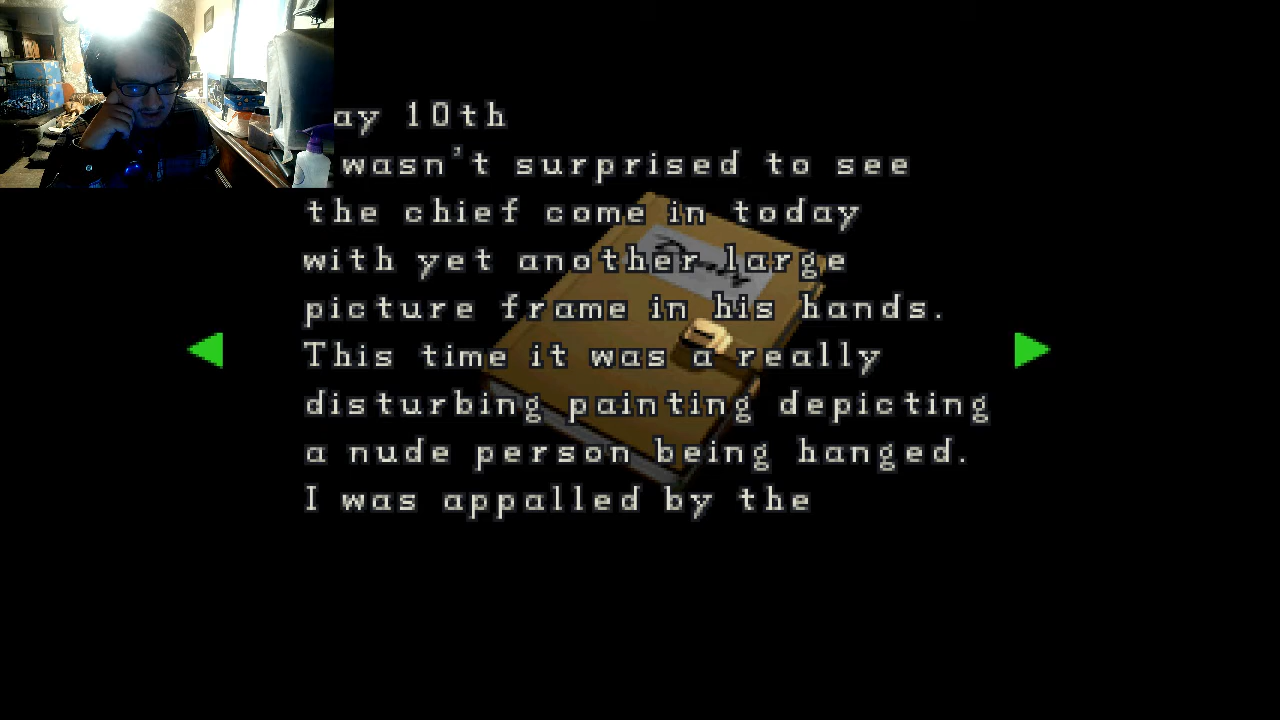 ay 10th
wasn't surprised to see
the chief come in today
with yet another large
picture frame in his hands.
This time it was a really
disturbing painting depicting
a nude person being hanged.
I was appalled by the
Diary